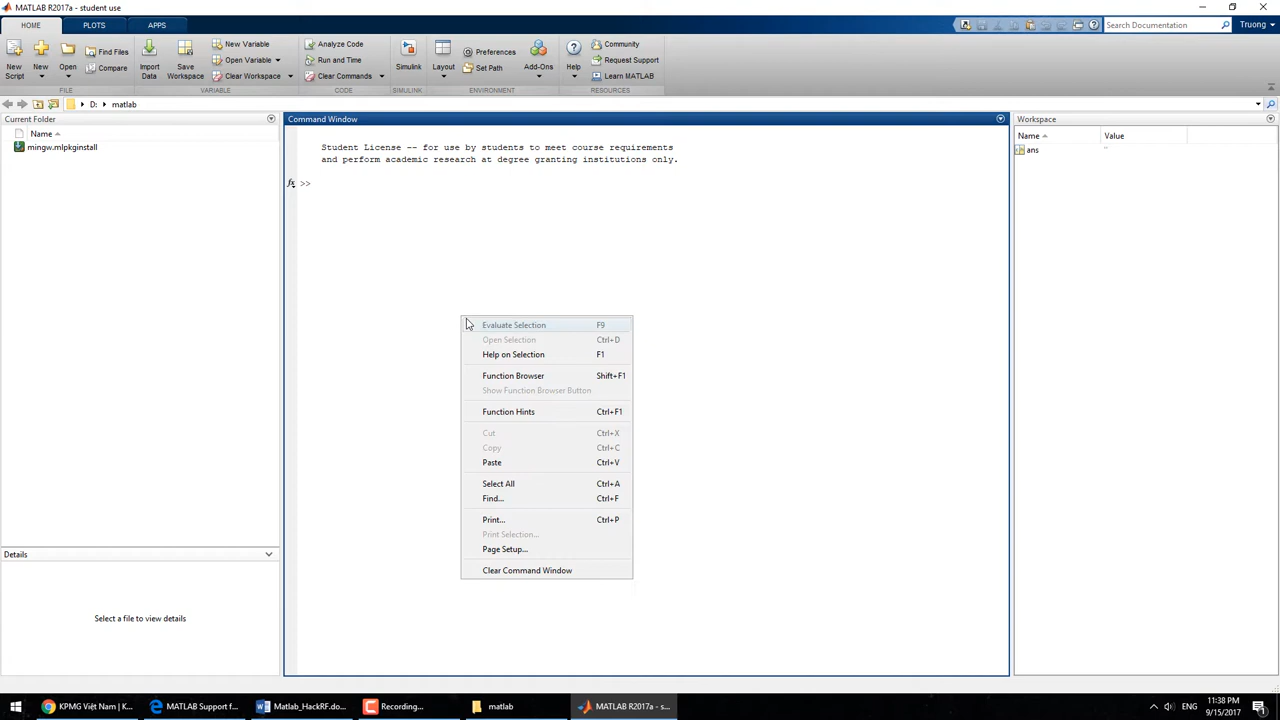 MATLAB R2017a - student use
HOME PLOTS APPS
Search Documentation
Truong
New Script
New
Open
Find Files
Compare
Import Data
Save Workspace
New Variable
Open Variable
Clear Workspace
Analyze Code
Run and Time
Clear Commands
Simulink
Layout
Preferences
Set Path
Add-Ons
Help
Community
Request Support
Learn MATLAB
FILE VARIABLE CODE SIMULINK ENVIRONMENT RESOURCES
D: matlab
Current Folder
Name
mingw.mlpkginstall
Details
Select a file to view details
Command Window
Student License -- for use by students to meet course requirements
and perform academic research at degree granting institutions only.
fx >>
Evaluate Selection F9
Open Selection Ctrl+D
Help on Selection F1
Function Browser Shift+F1
Show Function Browser Button
Function Hints Ctrl+F1
Cut Ctrl+X
Copy Ctrl+C
Paste Ctrl+V
Select All Ctrl+A
Find... Ctrl+F
Print... Ctrl+P
Print Selection...
Page Setup...
Clear Command Window
Workspace
Name Value
ans ''
KPMG Việt Nam | K...
MATLAB Support f...
Matlab_HackRF.do...
Recording...
matlab
MATLAB R2017a - s...
ENG
11:38 PM
9/15/2017